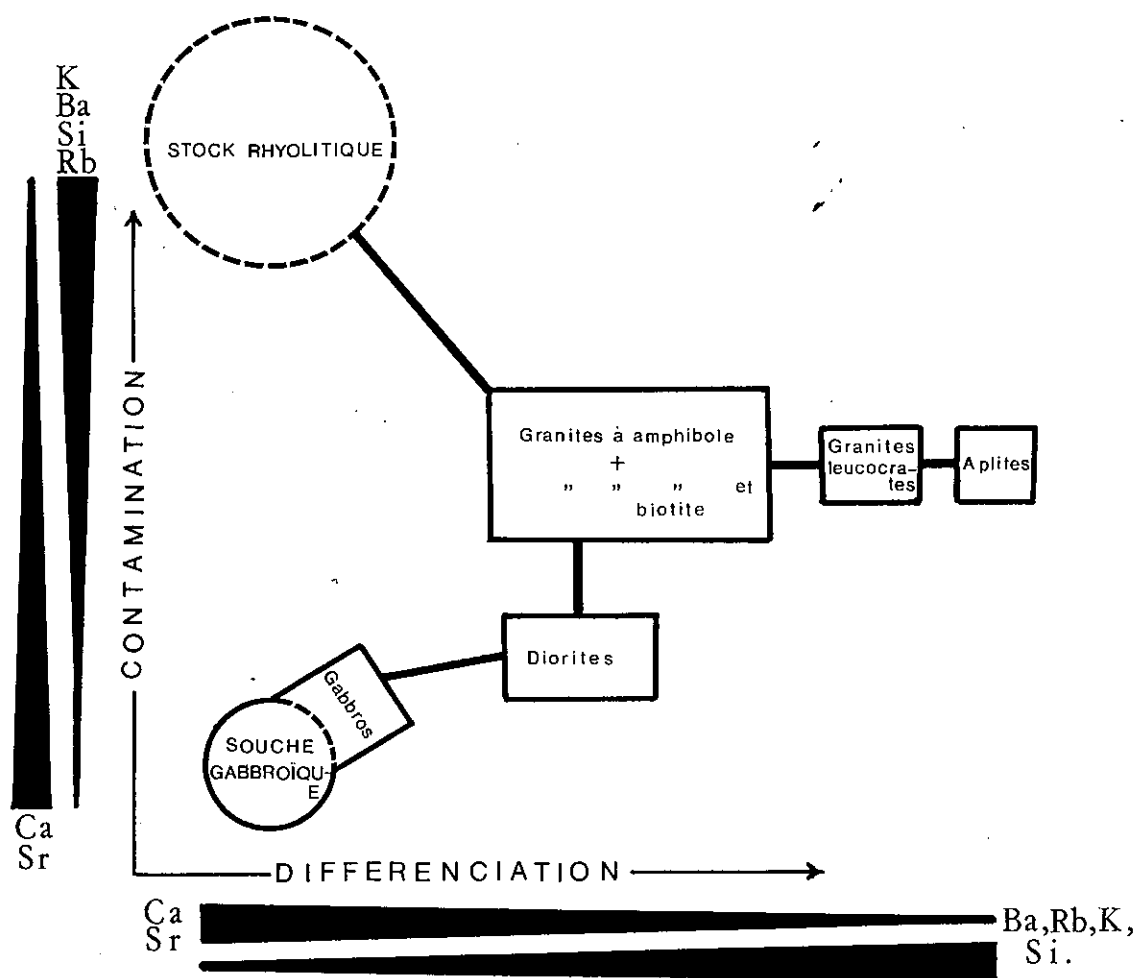 K
Ba
Si
Rb
STOCK RHYOLITIQUE
CONTAMINATION
Granites à amphibole
+
„ „ „ et
biotite
Granites
leucocra-
tes
Aplites
Diorites
Gabbros
SOUCHE
GABBROÏQU-
E
Ca
Sr
DIFFERENCIATION
Ca
Sr
Ba,Rb,K,
Si.